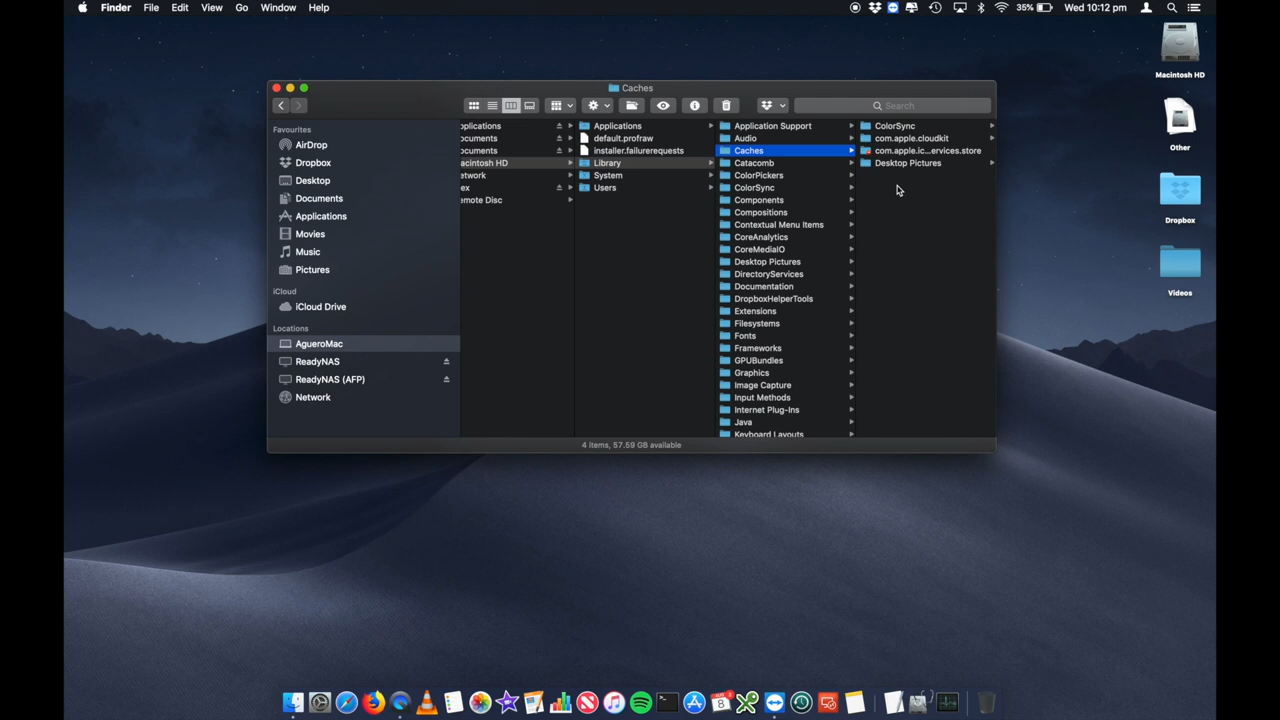 Finder File Edit View Go Window Help 35% Wed 10:12 pm
Macintosh HD
Other
Dropbox
Videos
Caches
Search
Favourites
AirDrop
Dropbox
Desktop
Documents
Applications
Movies
Music
Pictures
iCloud
iCloud Drive
Locations
AgueroMac
ReadyNAS
ReadyNAS (AFP)
Network
pplications
ocuments
ocuments
acintosh HD
etwork
ex
emote Disc
Applications
default.profraw
installer.failurerequests
Library
System
Users
Application Support
Audio
Caches
Catacomb
ColorPickers
ColorSync
Components
Compositions
Contextual Menu Items
CoreAnalytics
CoreMediaIO
Desktop Pictures
DirectoryServices
Documentation
DropboxHelperTools
Extensions
Filesystems
Fonts
Frameworks
GPUBundles
Graphics
Image Capture
Input Methods
Internet Plug-Ins
Java
Keyboard Layouts
ColorSync
com.apple.cloudkit
com.apple.ic...ervices.store
Desktop Pictures
4 items, 57.59 GB available